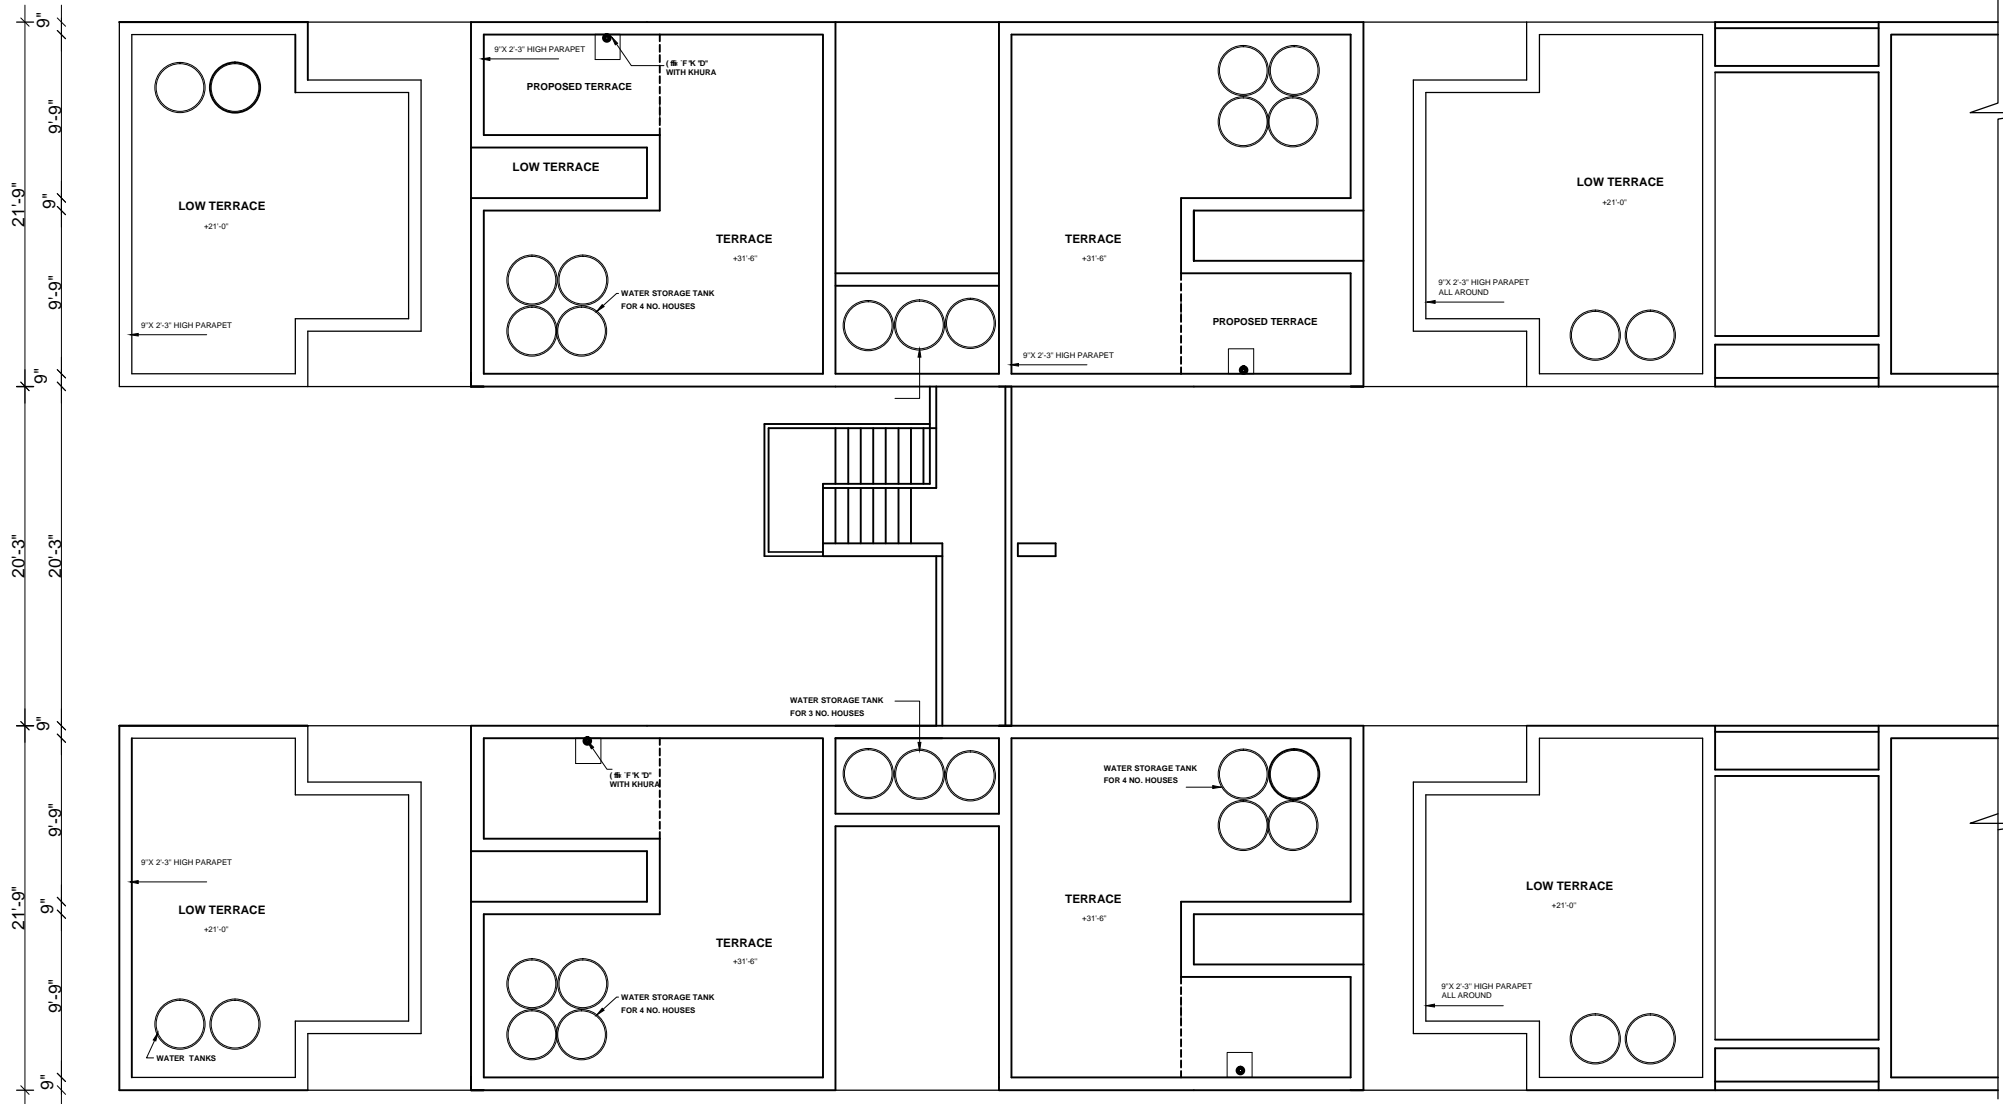 9"
9'-9"
9"
9'-9"
9"
21'-9"
20'-3"
20'-3"
9"
9'-9"
9"
9'-9"
9"
21'-9"
9"X 2'-3" HIGH PARAPET
WITH KHURA
PROPOSED TERRACE
LOW TERRACE
LOW TERRACE
+21'-0"
TERRACE
+31'-6"
WATER STORAGE TANK
FOR 4 NO. HOUSES
9"X 2'-3" HIGH PARAPET
TERRACE
+31'-6"
PROPOSED TERRACE
9"X 2'-3" HIGH PARAPET
LOW TERRACE
+21'-0"
9"X 2'-3" HIGH PARAPET
ALL AROUND
WATER STORAGE TANK
FOR 3 NO. HOUSES
WITH KHURA
WATER STORAGE TANK
FOR 4 NO. HOUSES
9"X 2'-3" HIGH PARAPET
LOW TERRACE
+21'-0"
TERRACE
+31'-6"
WATER STORAGE TANK
FOR 4 NO. HOUSES
WATER TANKS
TERRACE
+31'-6"
LOW TERRACE
+21'-0"
9"X 2'-3" HIGH PARAPET
ALL AROUND